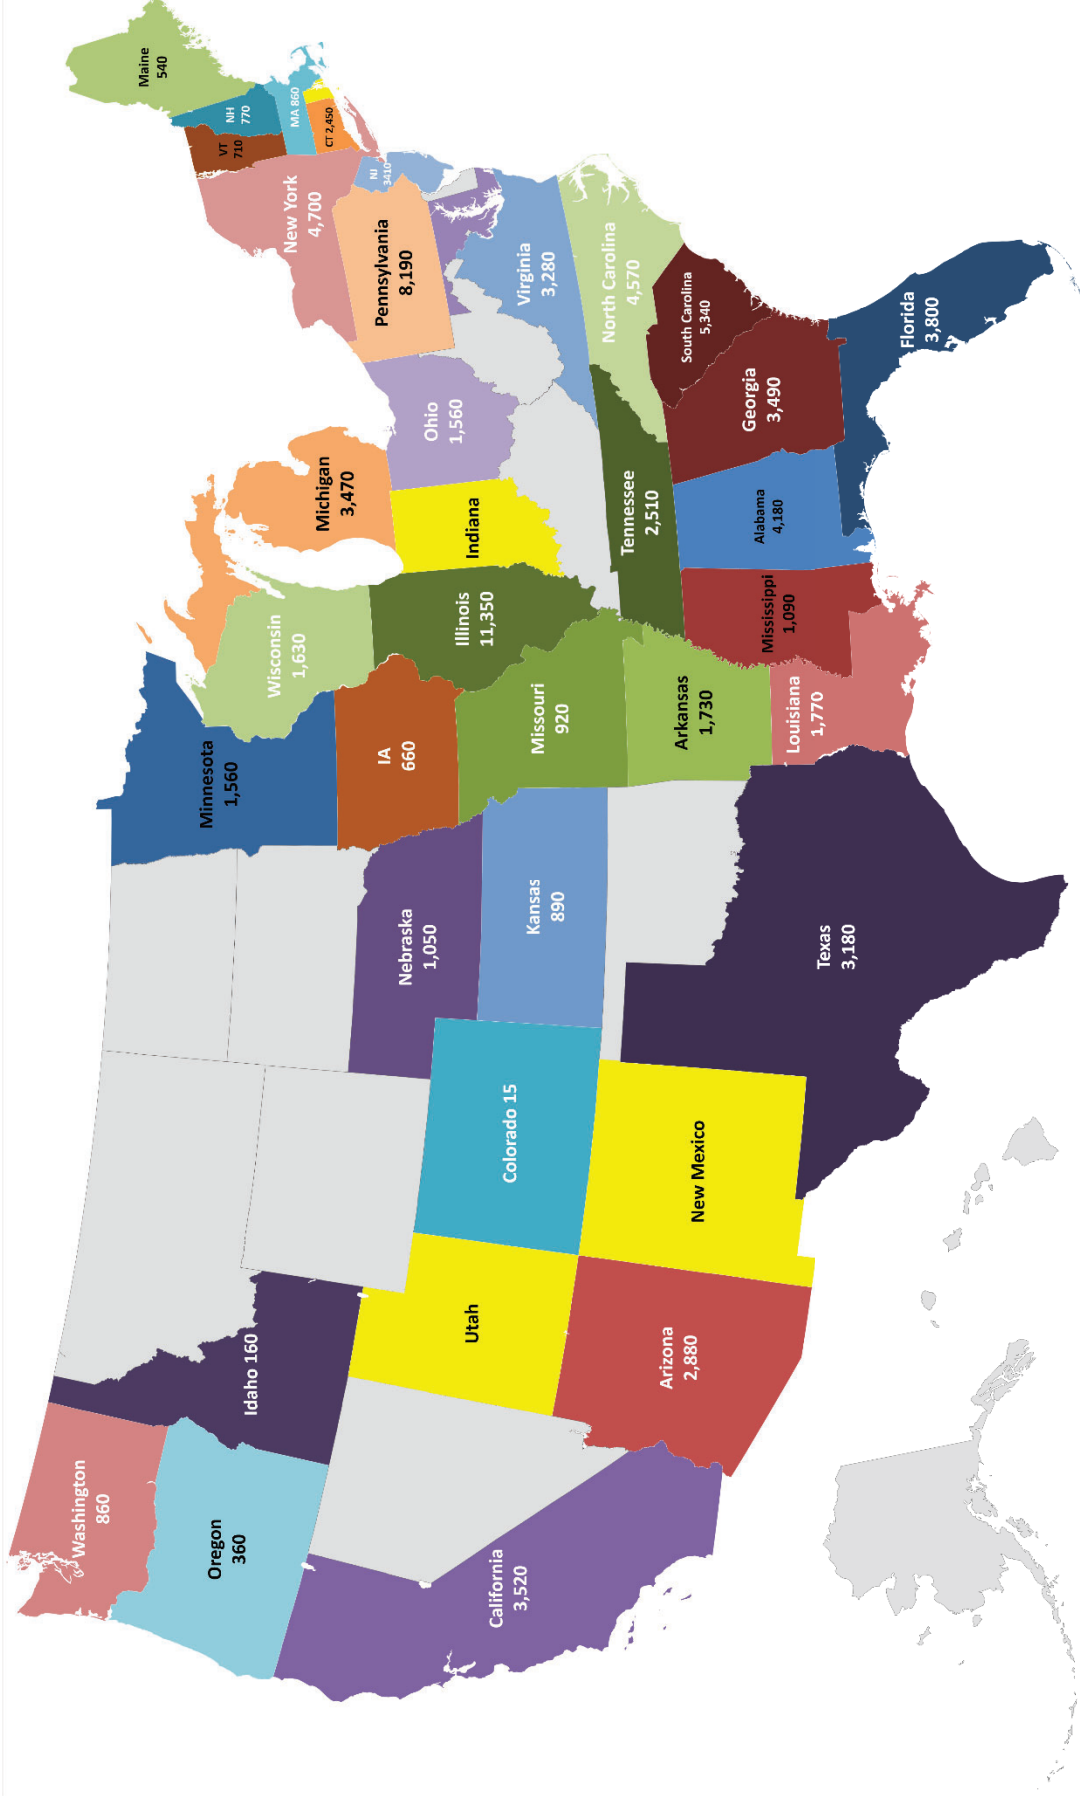 Washington
860
Oregon
360
California
3,520
Idaho 160
Utah
Arizona
2,880
Colorado 15
New Mexico
Nebraska
1,050
Kansas
890
Texas
3,180
Minnesota
1,560
IA
660
Missouri
920
Arkansas
1,730
Louisiana
1,770
Wisconsin
1,630
Illinois
11,350
Mississippi
1,090
Michigan
3,470
Indiana
Tennessee
2,510
Alabama
4,180
Ohio
1,560
Georgia
3,490
Florida
3,800
South Carolina
5,340
North Carolina
4,570
Virginia
3,280
Pennsylvania
8,190
New York
4,700
NJ
3410
VT
710
NH
770
MA 860
CT 2,450
Maine
540